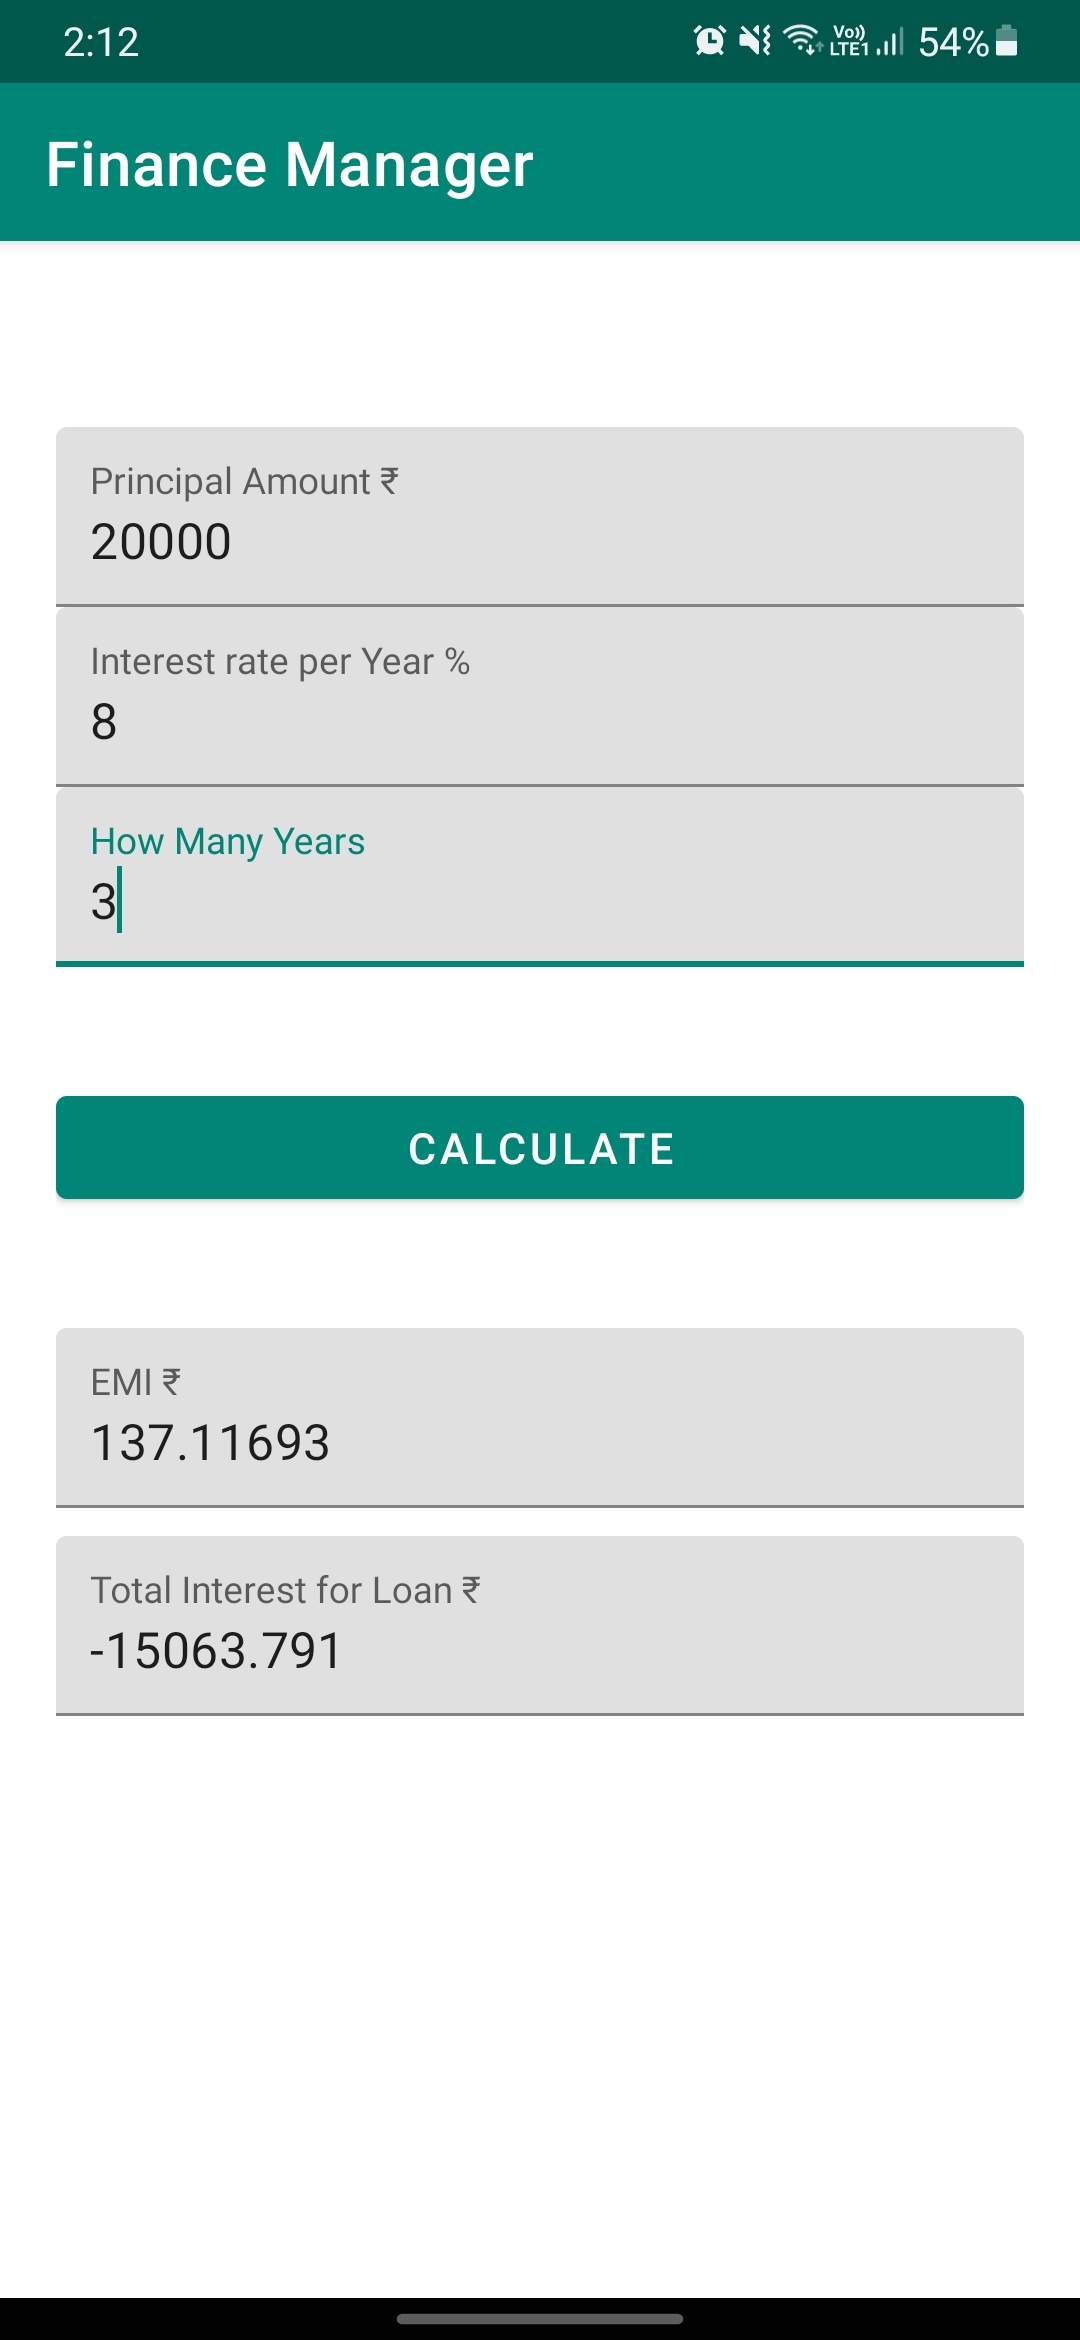 2:12 Vo)) LTE1 54%
Finance Manager
Principal Amount ₹
20000
Interest rate per Year %
8
How Many Years
3
CALCULATE
EMI ₹
137.11693
Total Interest for Loan ₹
-15063.791